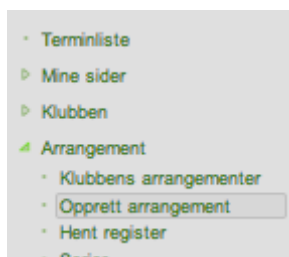 Terminliste
Mine sider
Klubben
Arrangement
Klubbens arrangementer
Opprett arrangement
Hent register